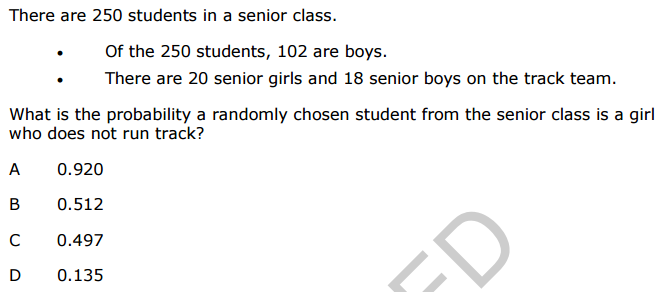 There are 250 students in a senior class.
• Of the 250 students, 102 are boys.
• There are 20 senior girls and 18 senior boys on the track team.
What is the probability a randomly chosen student from the senior class is a girl
who does not run track?
A 0.920
B 0.512
C 0.497
D 0.135
ED